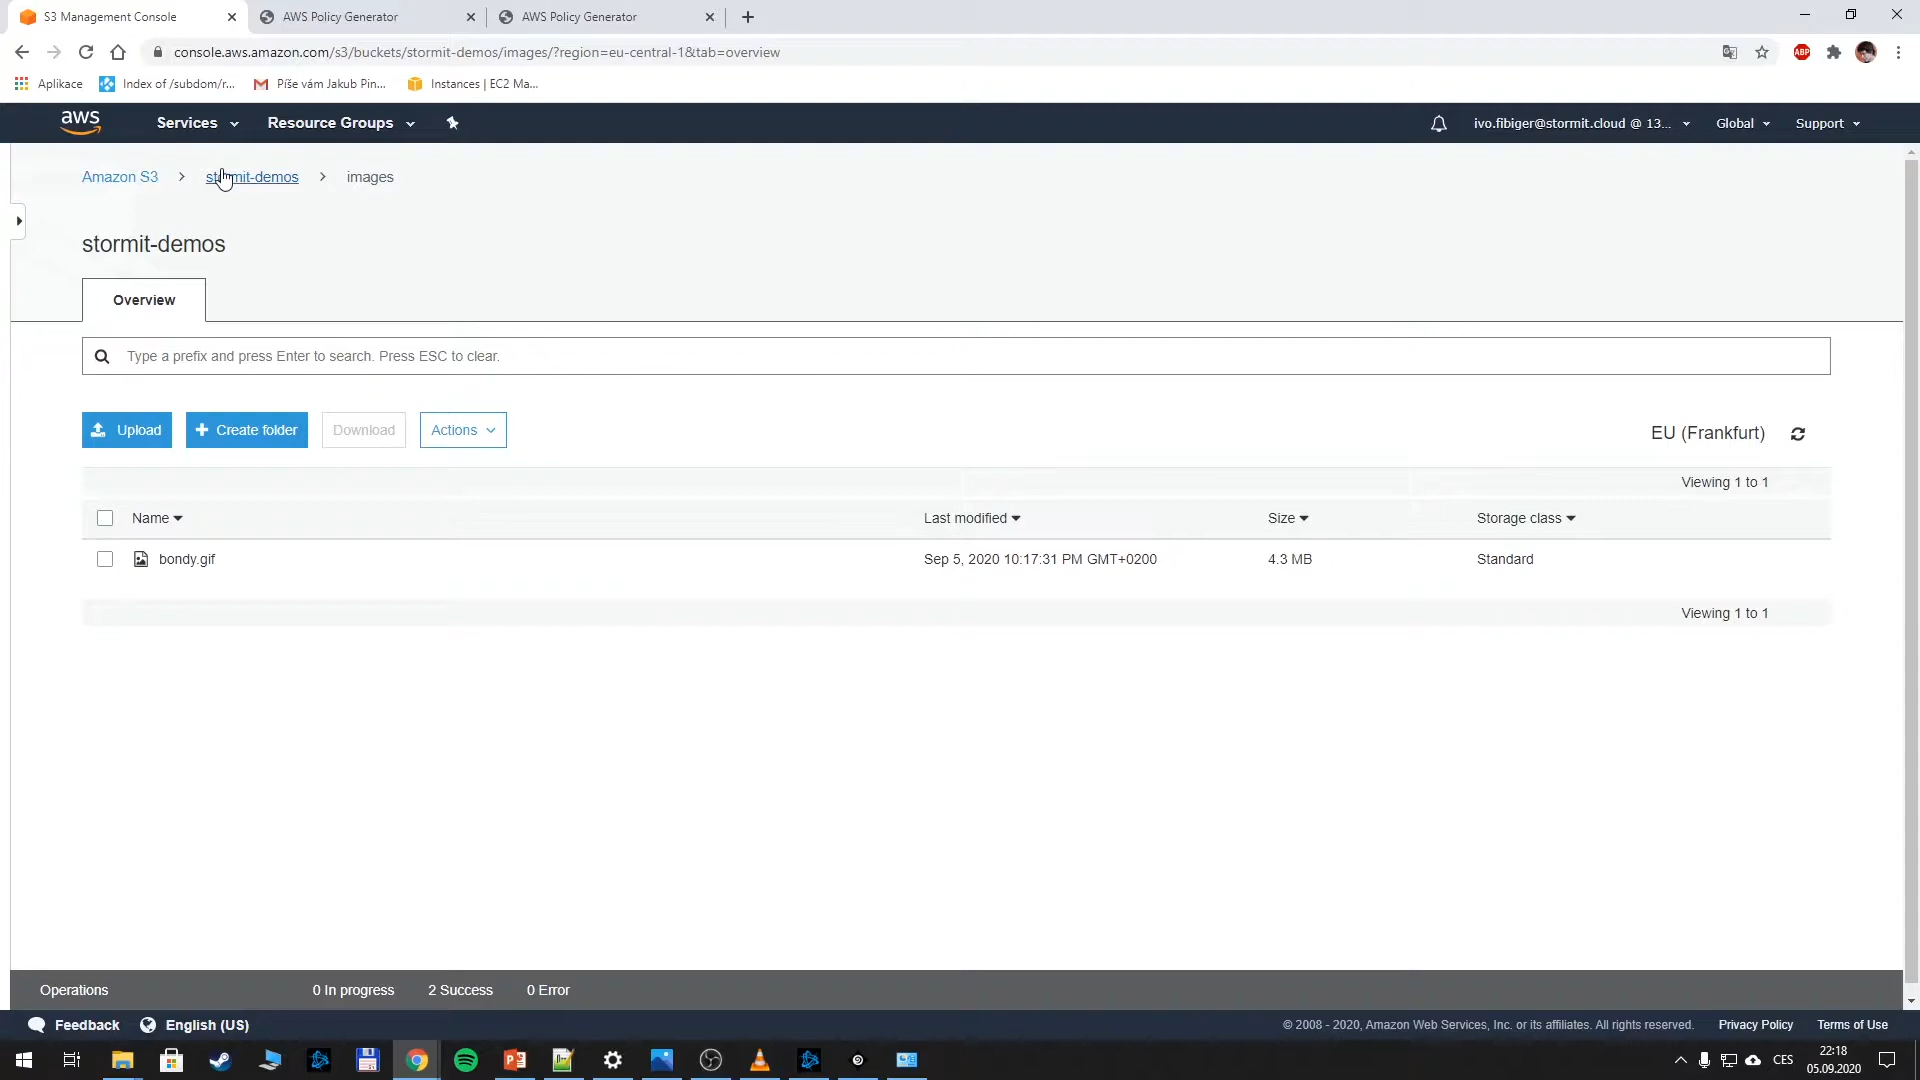 S3 Management Console
AWS Policy Generator
AWS Policy Generator
console.aws.amazon.com/s3/buckets/stormit-demos/images/?region=eu-central-1&tab=overview
ABP
Aplikace
Index of /subdom/r...
Píše vám Jakub Pin...
Instances | EC2 Ma...
aws
Services
Resource Groups
ivo.fibiger@stormit.cloud @ 13...
Global
Support
Amazon S3
stormit-demos
images
stormit-demos
Overview
Type a prefix and press Enter to search. Press ESC to clear.
Upload
Create folder
Download
Actions
EU (Frankfurt)
Viewing 1 to 1
Name
Last modified
Size
Storage class
bondy.gif
Sep 5, 2020 10:17:31 PM GMT+0200
4.3 MB
Standard
Viewing 1 to 1
Operations
0 In progress
2 Success
0 Error
Feedback
English (US)
© 2008 - 2020, Amazon Web Services, Inc. or its affiliates. All rights reserved.
Privacy Policy
Terms of Use
CES
22:18
05.09.2020